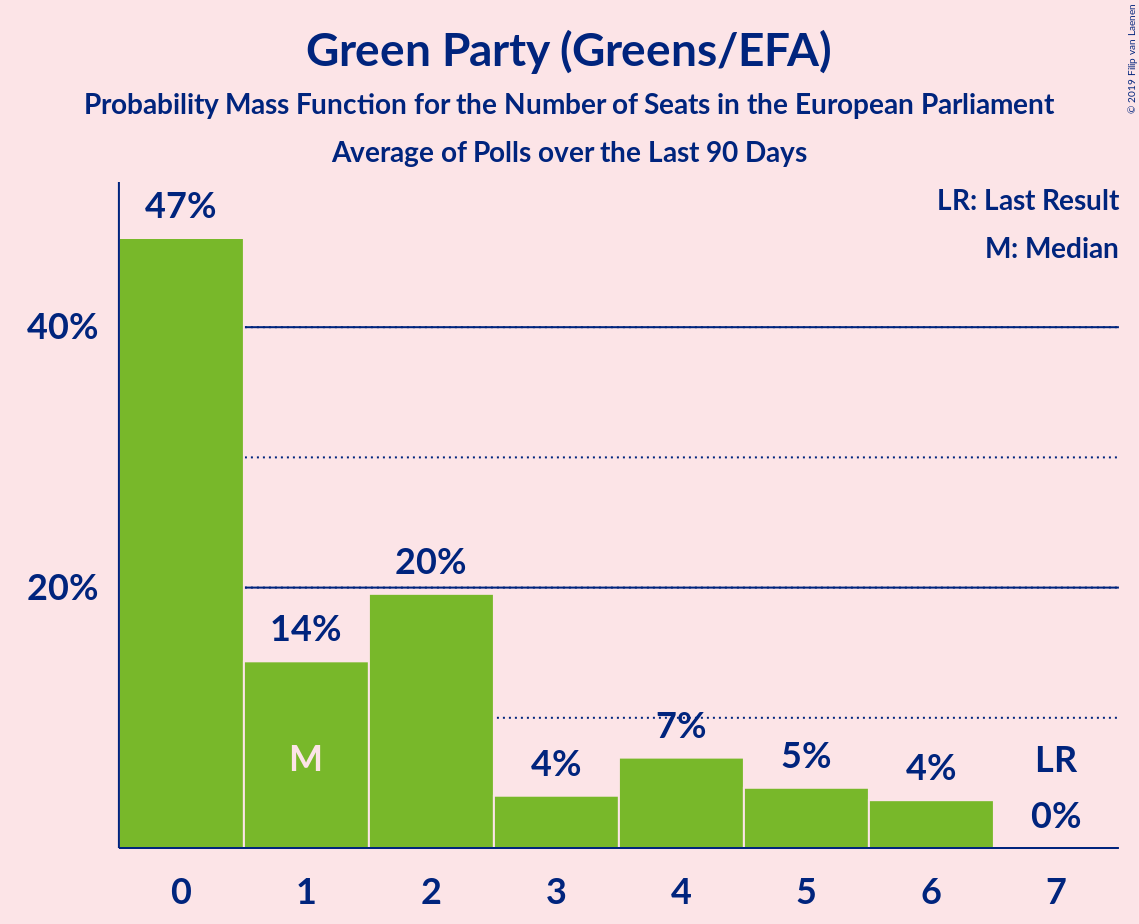 Green Party (Greens/EFA)
Probability Mass Function for the Number of Seats in the European Parliament
Average of Polls over the Last 90 Days
© 2019 Filip van Laenen
LR: Last Result
M: Median
47%
40%
20%
20%
14%
7%
M
4%
5%
4%
LR
0%
0 1 2 3 4 5 6 7